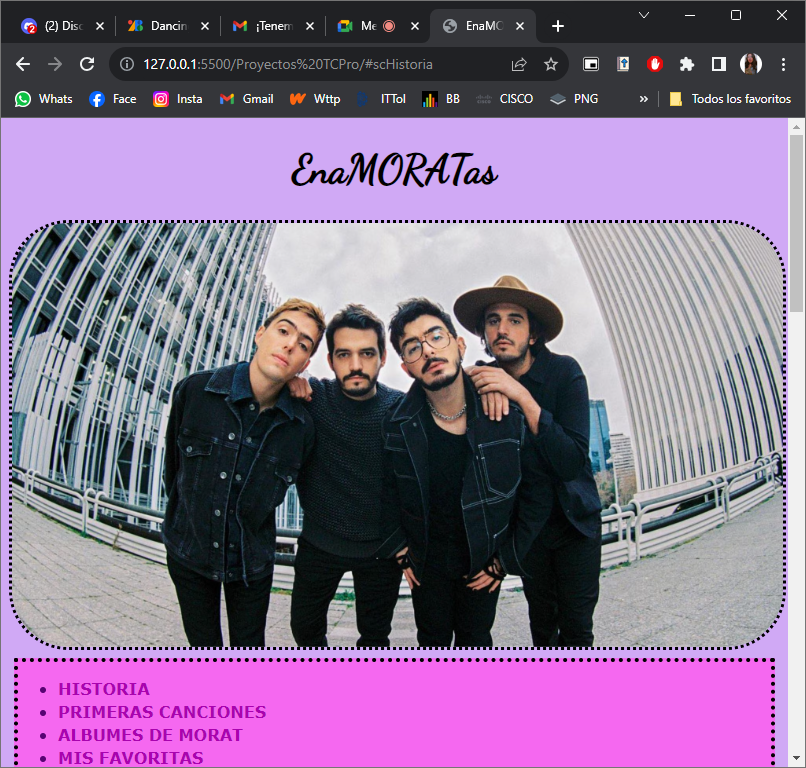 (2) Disc
Dancin
¡Tenem
Me
EnaMO
127.0.0.1:5500/Proyectos%20TCPro/#scHistoria
Whats
Face
Insta
Gmail
Wttp
ITTol
BB
CISCO
PNG
»
Todos los favoritos
EnaMORATas
HISTORIA
PRIMERAS CANCIONES
ALBUMES DE MORAT
MIS FAVORITAS